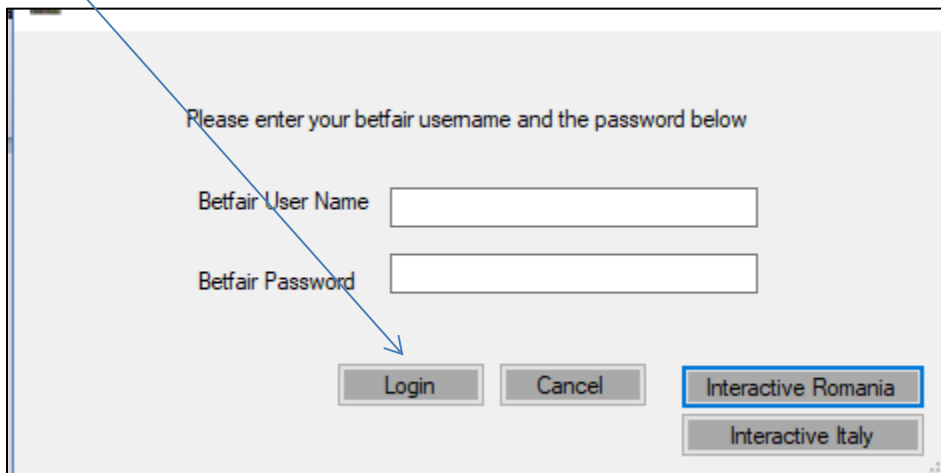 Please enter your betfair username and the password below
Betfair User Name
Betfair Password
Login
Cancel
Interactive Romania
Interactive Italy